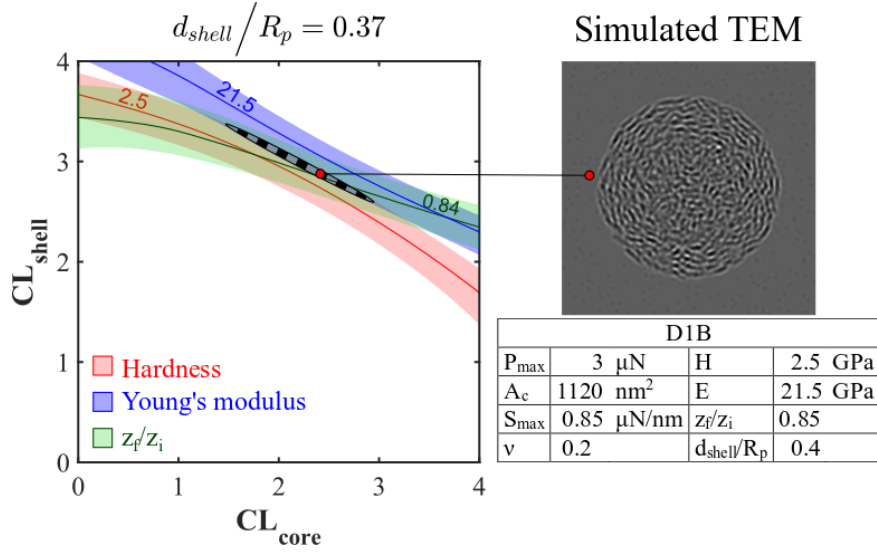 d_shell / R_p = 0.37
Simulated TEM
4
3
2
1
0
0 1 2 3 4
CL_shell
CL_core
2.5
21.5
0.84
Hardness
Young's modulus
z_f/z_i
D1B
P_max 3 µN H 2.5 GPa
A_c 1120 nm² E 21.5 GPa
S_max 0.85 µN/nm z_f/z_i 0.85
ν 0.2 d_shell/R_p 0.4